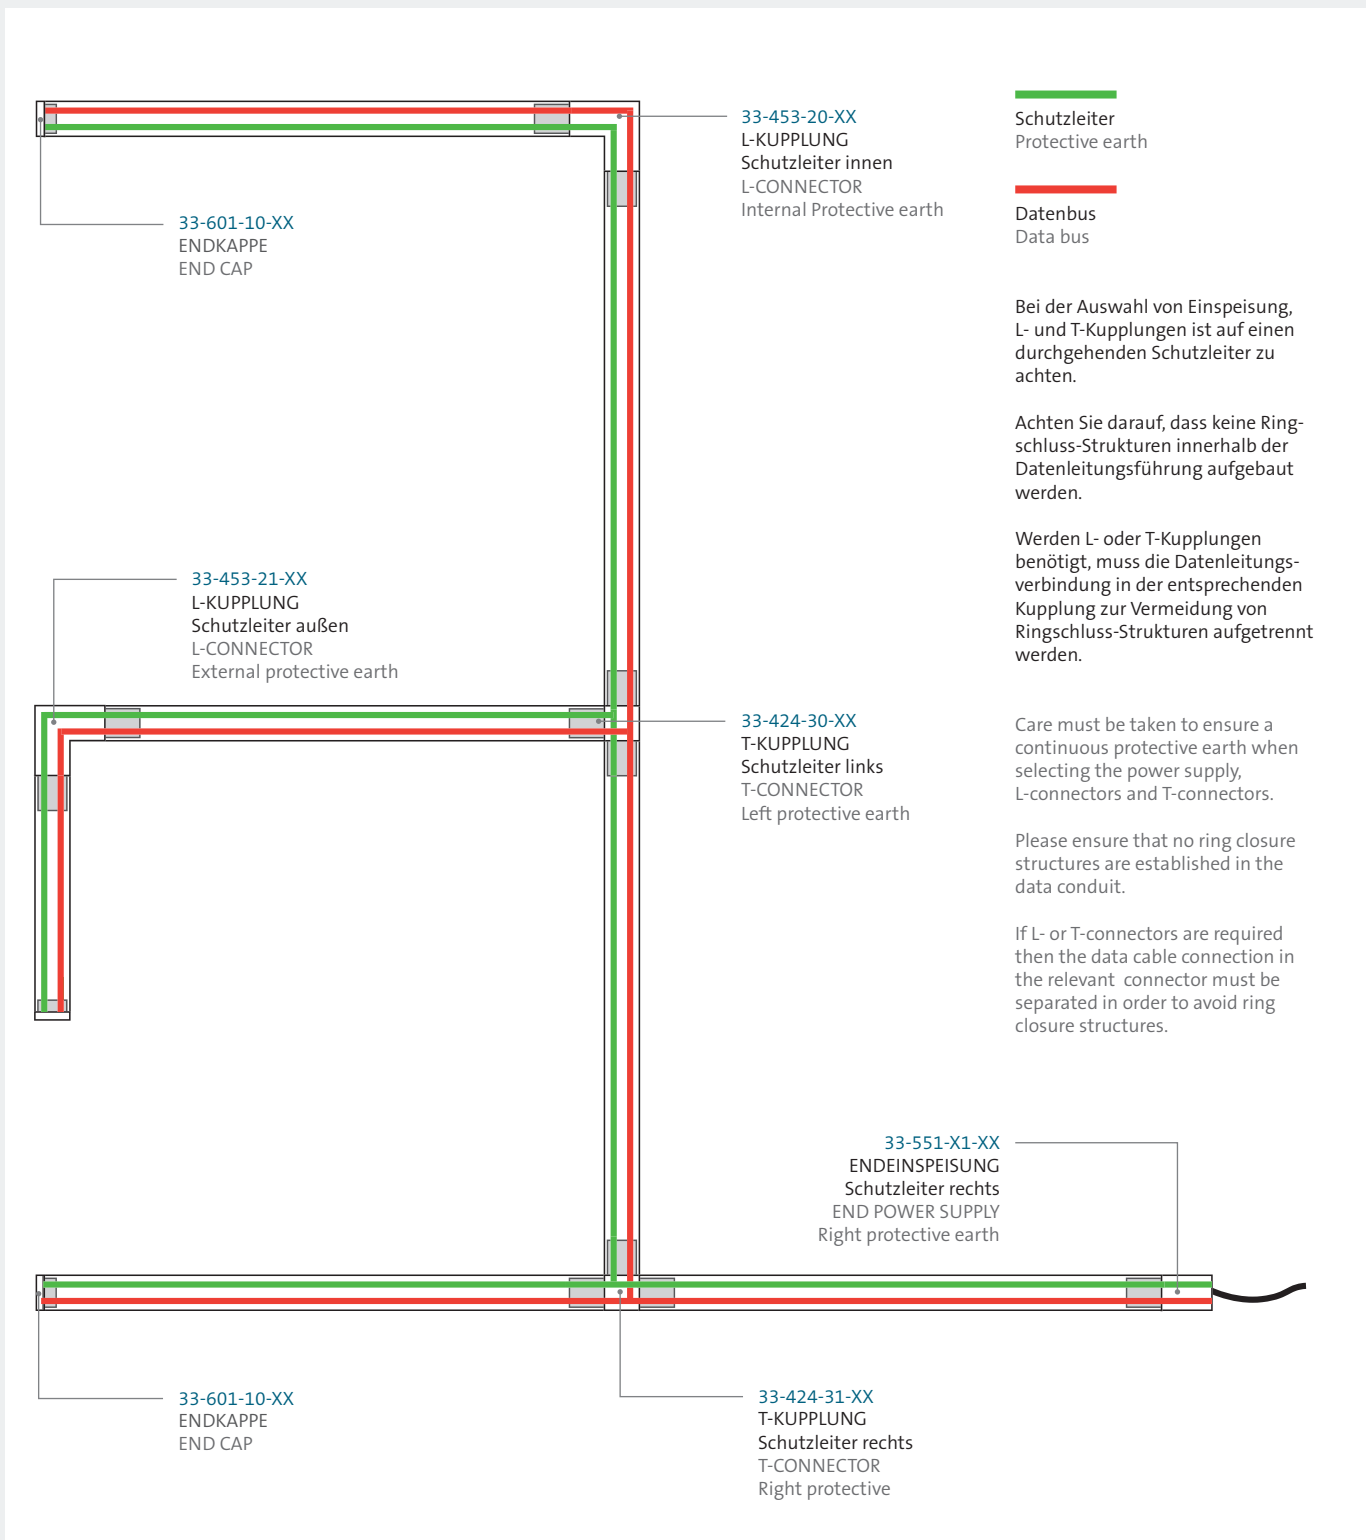 33-453-20-XX
L-KUPPLUNG
Schutzleiter innen
L-CONNECTOR
Internal Protective earth
Schutzleiter
Protective earth
Datenbus
Data bus
33-601-10-XX
ENDKAPPE
END CAP
Bei der Auswahl von Einspeisung,
L- und T-Kupplungen ist auf einen
durchgehenden Schutzleiter zu
achten.
Achten Sie darauf, dass keine Ring-
schluss-Strukturen innerhalb der
Datenleitungsführung aufgebaut
werden.
Werden L- oder T-Kupplungen
benötigt, muss die Datenleitungs-
verbindung in der entsprechenden
Kupplung zur Vermeidung von
Ringschluss-Strukturen aufgetrennt
werden.
33-453-21-XX
L-KUPPLUNG
Schutzleiter außen
L-CONNECTOR
External protective earth
33-424-30-XX
T-KUPPLUNG
Schutzleiter links
T-CONNECTOR
Left protective earth
Care must be taken to ensure a
continuous protective earth when
selecting the power supply,
L-connectors and T-connectors.
Please ensure that no ring closure
structures are established in the
data conduit.
If L- or T-connectors are required
then the data cable connection in
the relevant connector must be
separated in order to avoid ring
closure structures.
33-551-X1-XX
ENDEINSPEISUNG
Schutzleiter rechts
END POWER SUPPLY
Right protective earth
33-601-10-XX
ENDKAPPE
END CAP
33-424-31-XX
T-KUPPLUNG
Schutzleiter rechts
T-CONNECTOR
Right protective